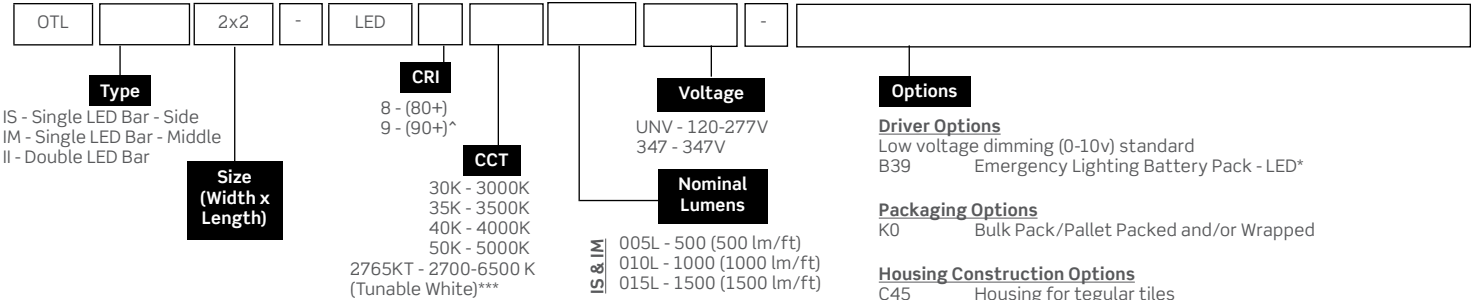 OTL 2x2 - LED -
Type
IS - Single LED Bar - Side
IM - Single LED Bar - Middle
II - Double LED Bar
Size
(Width x
Length)
CRI
8 - (80+)
9 - (90+)^
CCT
30K - 3000K
35K - 3500K
40K - 4000K
50K - 5000K
2765KT - 2700-6500 K
(Tunable White)***
Voltage
UNV - 120-277V
347 - 347V
Nominal
Lumens
IS & IM
005L - 500 (500 lm/ft)
010L - 1000 (1000 lm/ft)
015L - 1500 (1500 lm/ft)
Options
Driver Options
Low voltage dimming (0-10v) standard
B39 Emergency Lighting Battery Pack - LED*
Packaging Options
K0 Bulk Pack/Pallet Packed and/or Wrapped
Housing Construction Options
C45 Housing for tegular tiles